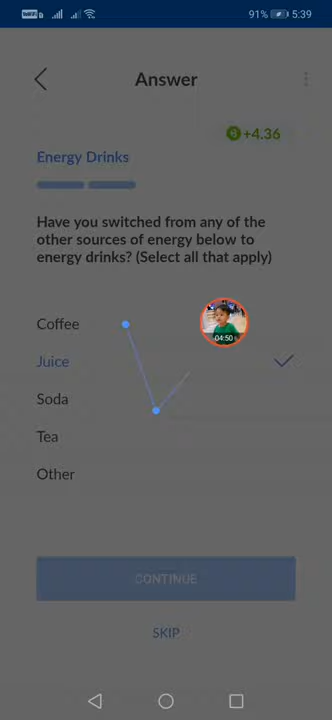 91% 5:39
Answer
+4.36
Energy Drinks
Have you switched from any of the
other sources of energy below to
energy drinks? (Select all that apply)
Coffee
04:50
Juice
Soda
Tea
Other
CONTINUE
SKIP